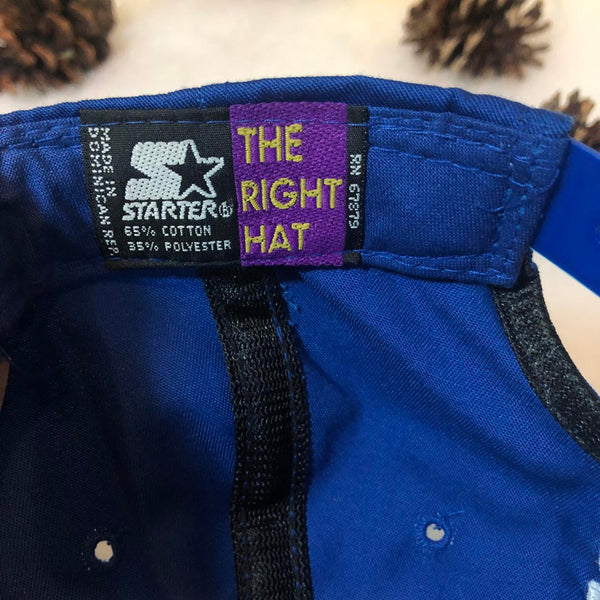 MADE IN
DOMINICAN REP.
STARTER®
65% COTTON
35% POLYESTER
THE
RIGHT
HAT
RN 67879